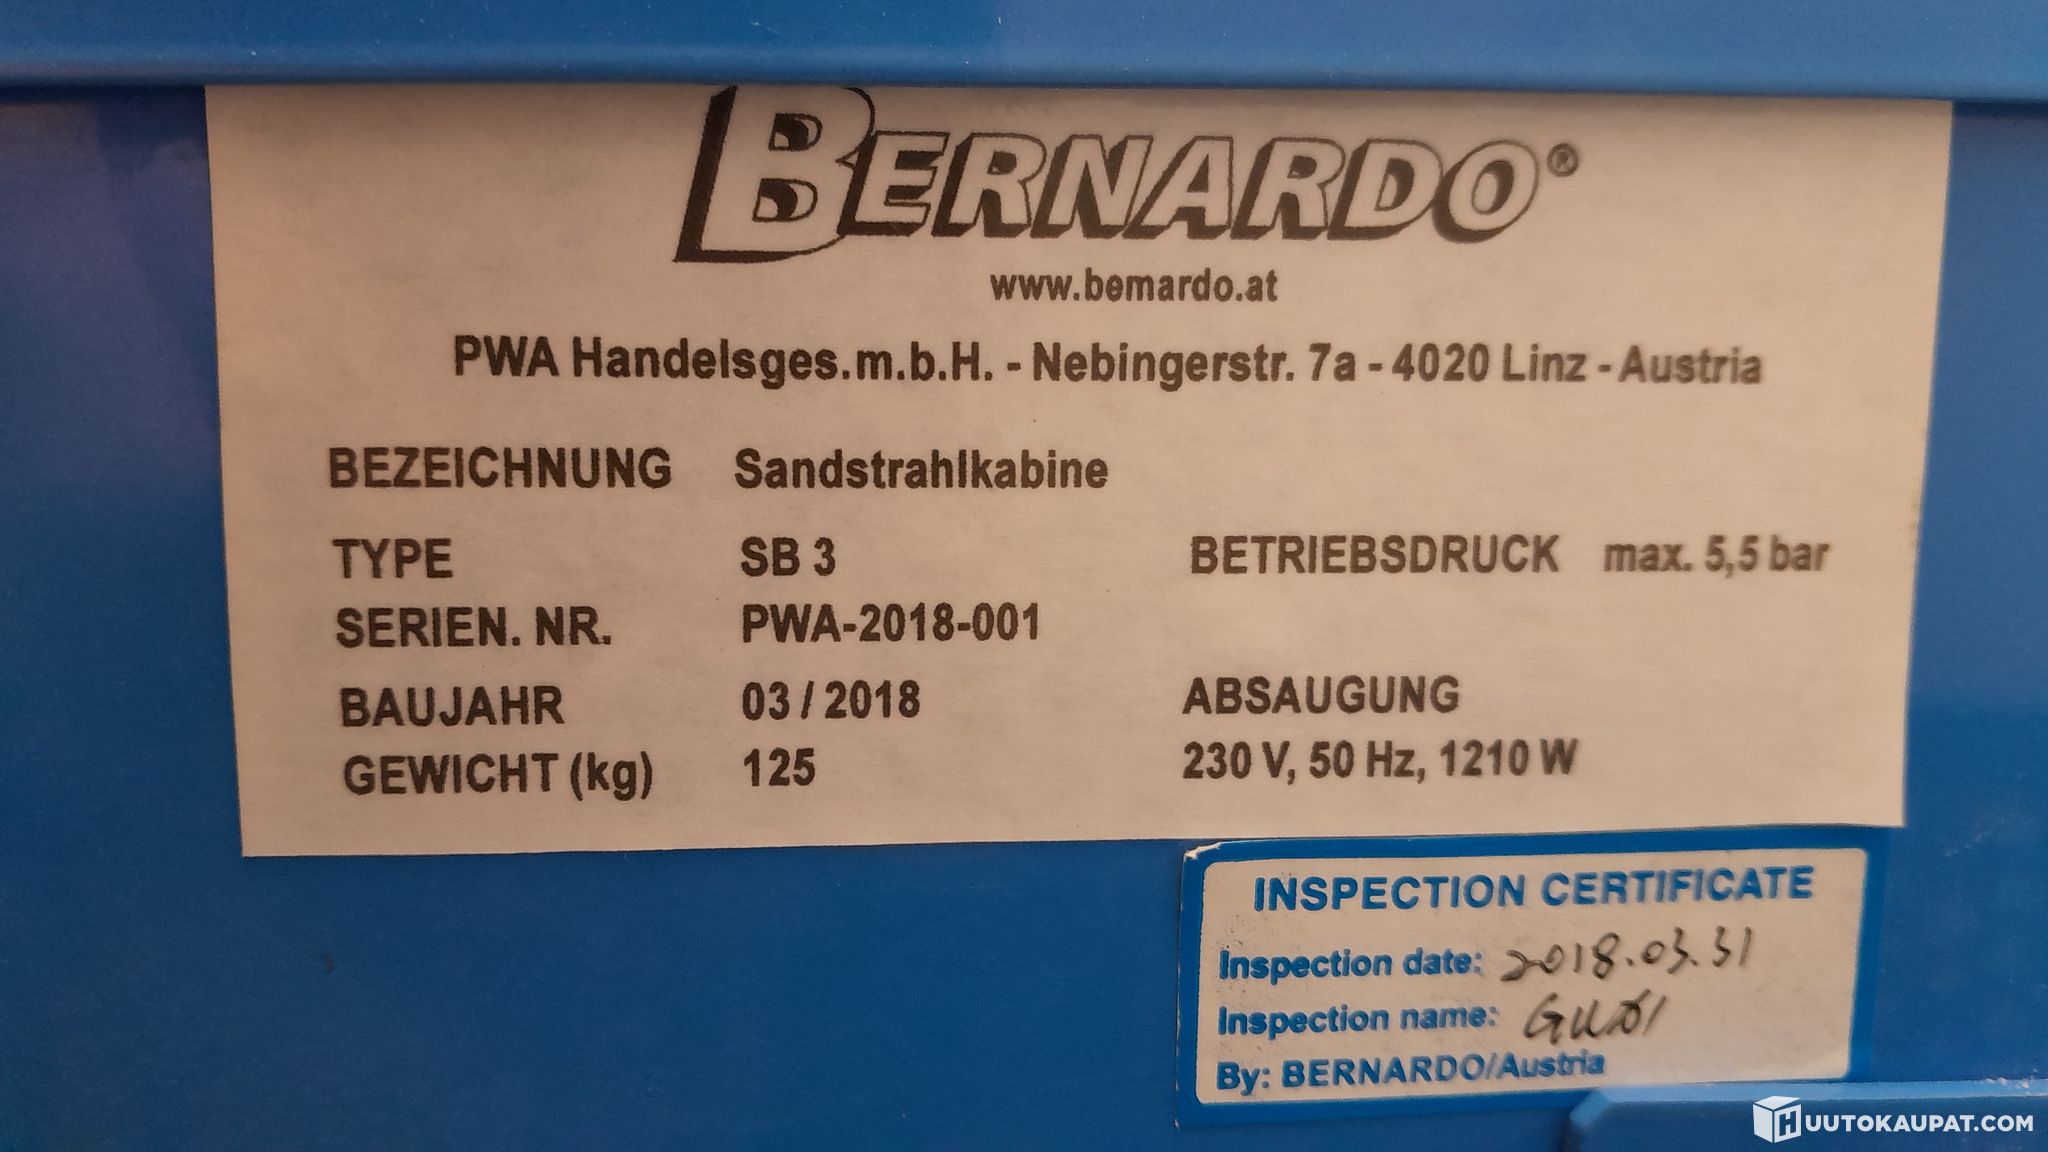 BERNARDO®
www.bernardo.at
PWA Handelsges.m.b.H. - Nebingerstr. 7a - 4020 Linz - Austria
BEZEICHNUNG Sandstrahlkabine
TYPE SB 3 BETRIEBSDRUCK max. 5,5 bar
SERIEN. NR. PWA-2018-001
BAUJAHR 03 / 2018 ABSAUGUNG
GEWICHT (kg) 125 230 V, 50 Hz, 1210 W
INSPECTION CERTIFICATE
Inspection date: 2018.03.31
Inspection name:
By: BERNARDO/Austria
HUUTOKAUPAT.COM